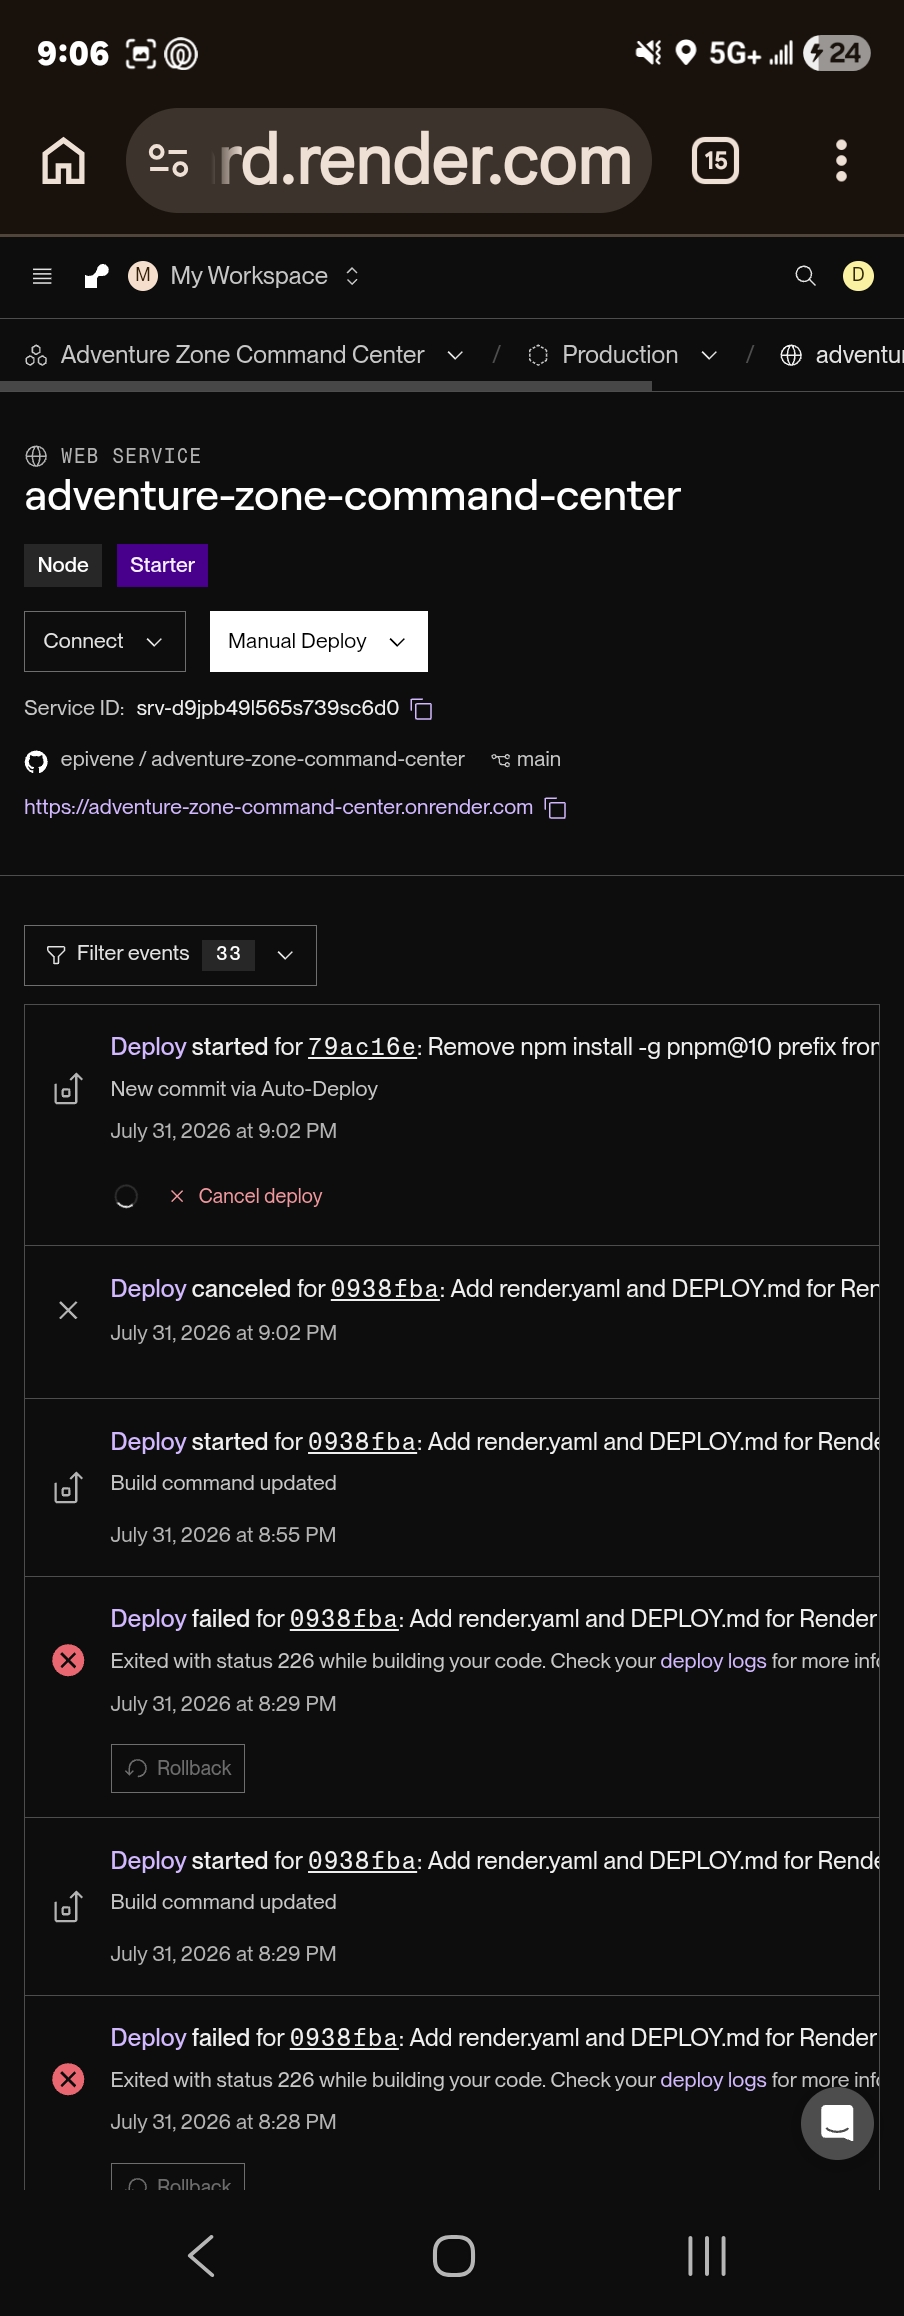 9:06
5G+
24
rd.render.com
15
M My Workspace
D
Adventure Zone Command Center / Production / adventu
WEB SERVICE
adventure-zone-command-center
Node Starter
Connect Manual Deploy
Service ID: srv-d9jpb49l565s739sc6d0
epivene / adventure-zone-command-center main
https://adventure-zone-command-center.onrender.com
Filter events 33
Deploy started for 79ac16e: Remove npm install -g pnpm@10 prefix from
New commit via Auto-Deploy
July 31, 2026 at 9:02 PM
Cancel deploy
Deploy canceled for 0938fba: Add render.yaml and DEPLOY.md for Ren
July 31, 2026 at 9:02 PM
Deploy started for 0938fba: Add render.yaml and DEPLOY.md for Rende
Build command updated
July 31, 2026 at 8:55 PM
Deploy failed for 0938fba: Add render.yaml and DEPLOY.md for Render
Exited with status 226 while building your code. Check your deploy logs for more info
July 31, 2026 at 8:29 PM
Rollback
Deploy started for 0938fba: Add render.yaml and DEPLOY.md for Rende
Build command updated
July 31, 2026 at 8:29 PM
Deploy failed for 0938fba: Add render.yaml and DEPLOY.md for Render
Exited with status 226 while building your code. Check your deploy logs for more info
July 31, 2026 at 8:28 PM
Rollback